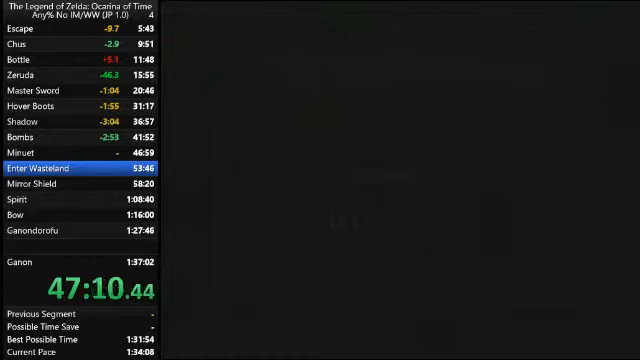 The Legend of Zelda: Ocarina of Time
Any% No IM/WW (JP 1.0) 4
Escape -9.7 5:43
Chus -2.9 9:51
Bottle +5.1 11:48
Zeruda -46.3 15:55
Master Sword -1:04 20:46
Hover Boots -1:55 31:17
Shadow -3:04 36:57
Bombs -2:53 41:52
Minuet - 46:59
Enter Wasteland 53:46
Mirror Shield 58:20
Spirit 1:08:40
Bow 1:16:00
Ganondorofu 1:27:46
Ganon 1:37:02
47:10.44
Previous Segment -
Possible Time Save -
Best Possible Time 1:31:54
Current Pace 1:34:08